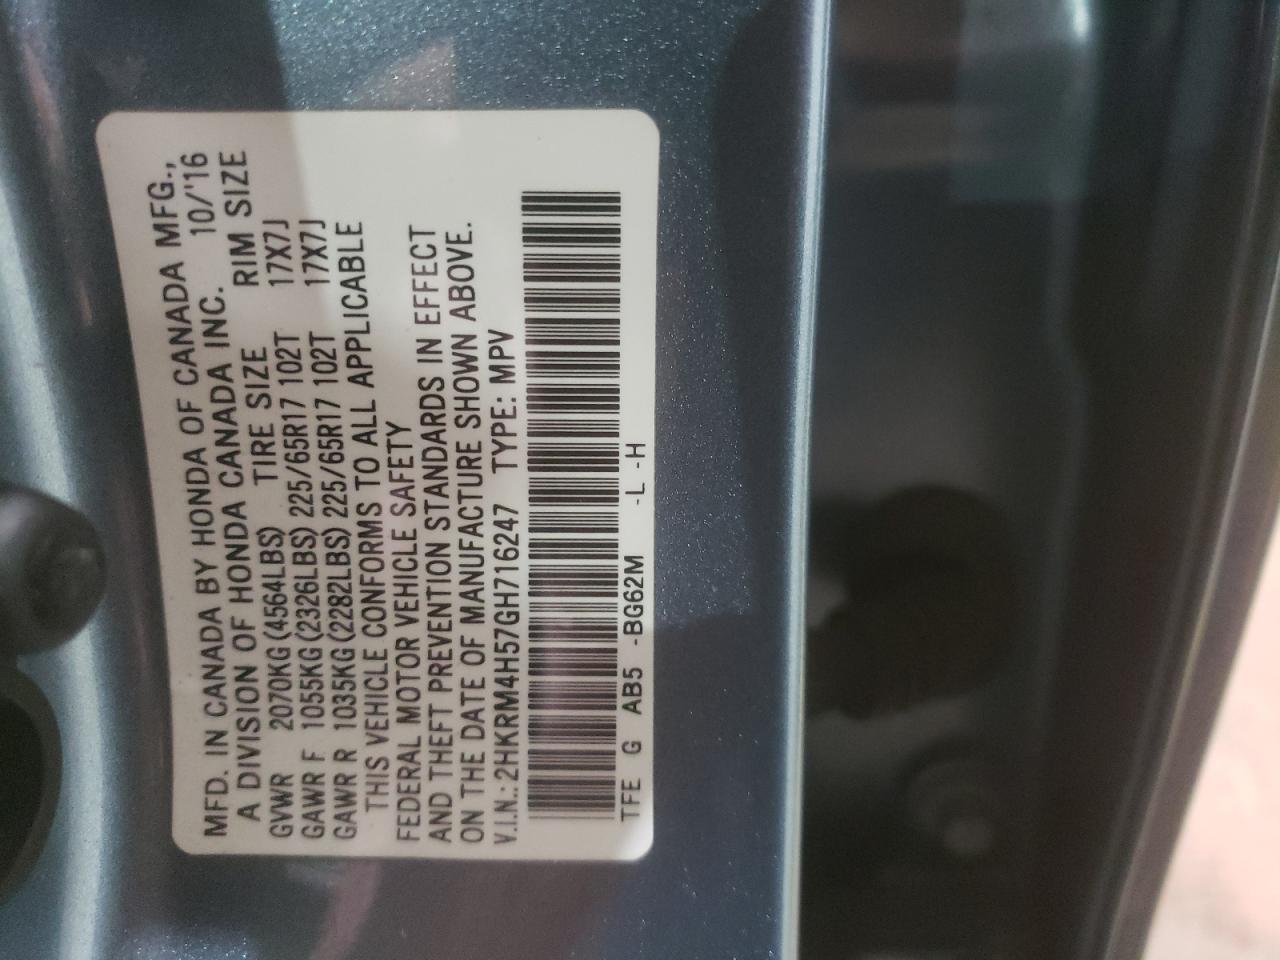 MFD. IN CANADA BY HONDA OF CANADA MFG.,
A DIVISION OF HONDA CANADA INC. 10/'16
GVWR 2070KG(4564LBS) TIRE SIZE RIM SIZE
GAWR F 1055KG(2326LBS) 225/65R17 102T 17X7J
GAWR R 1035KG(2282LBS) 225/65R17 102T 17X7J
THIS VEHICLE CONFORMS TO ALL APPLICABLE
FEDERAL MOTOR VEHICLE SAFETY
AND THEFT PREVENTION STANDARDS IN EFFECT
ON THE DATE OF MANUFACTURE SHOWN ABOVE.
V.I.N.: 2HKRM4H57GH716247 TYPE: MPV
TFE G AB5 -BG62M -L -H